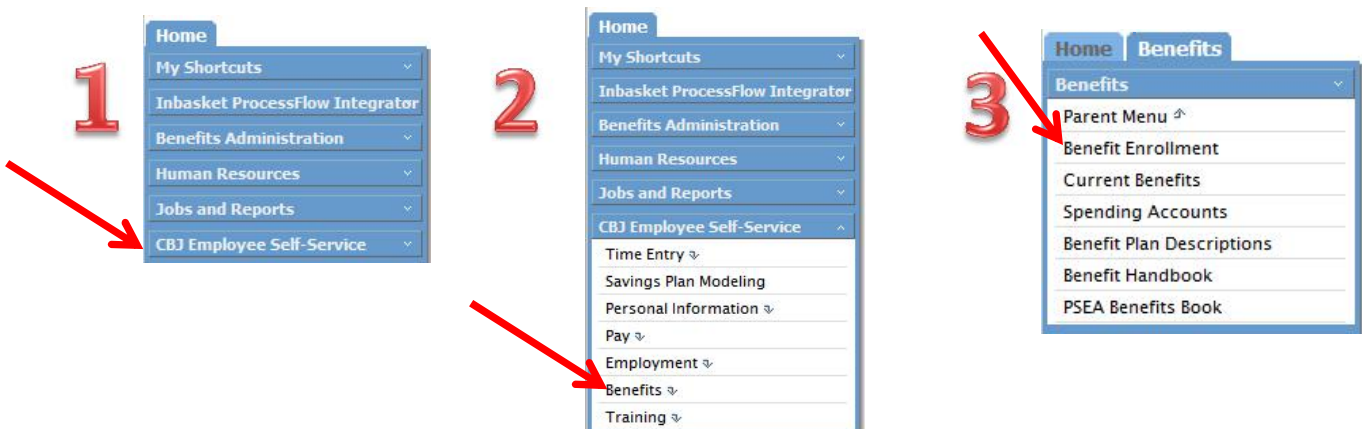 1
Home
My Shortcuts
Inbasket ProcessFlow Integrator
Benefits Administration
Human Resources
Jobs and Reports
CBJ Employee Self-Service
2
Home
My Shortcuts
Inbasket ProcessFlow Integrator
Benefits Administration
Human Resources
Jobs and Reports
CBJ Employee Self-Service
Time Entry
Savings Plan Modeling
Personal Information
Pay
Employment
Benefits
Training
3
Home Benefits
Benefits
Parent Menu
Benefit Enrollment
Current Benefits
Spending Accounts
Benefit Plan Descriptions
Benefit Handbook
PSEA Benefits Book